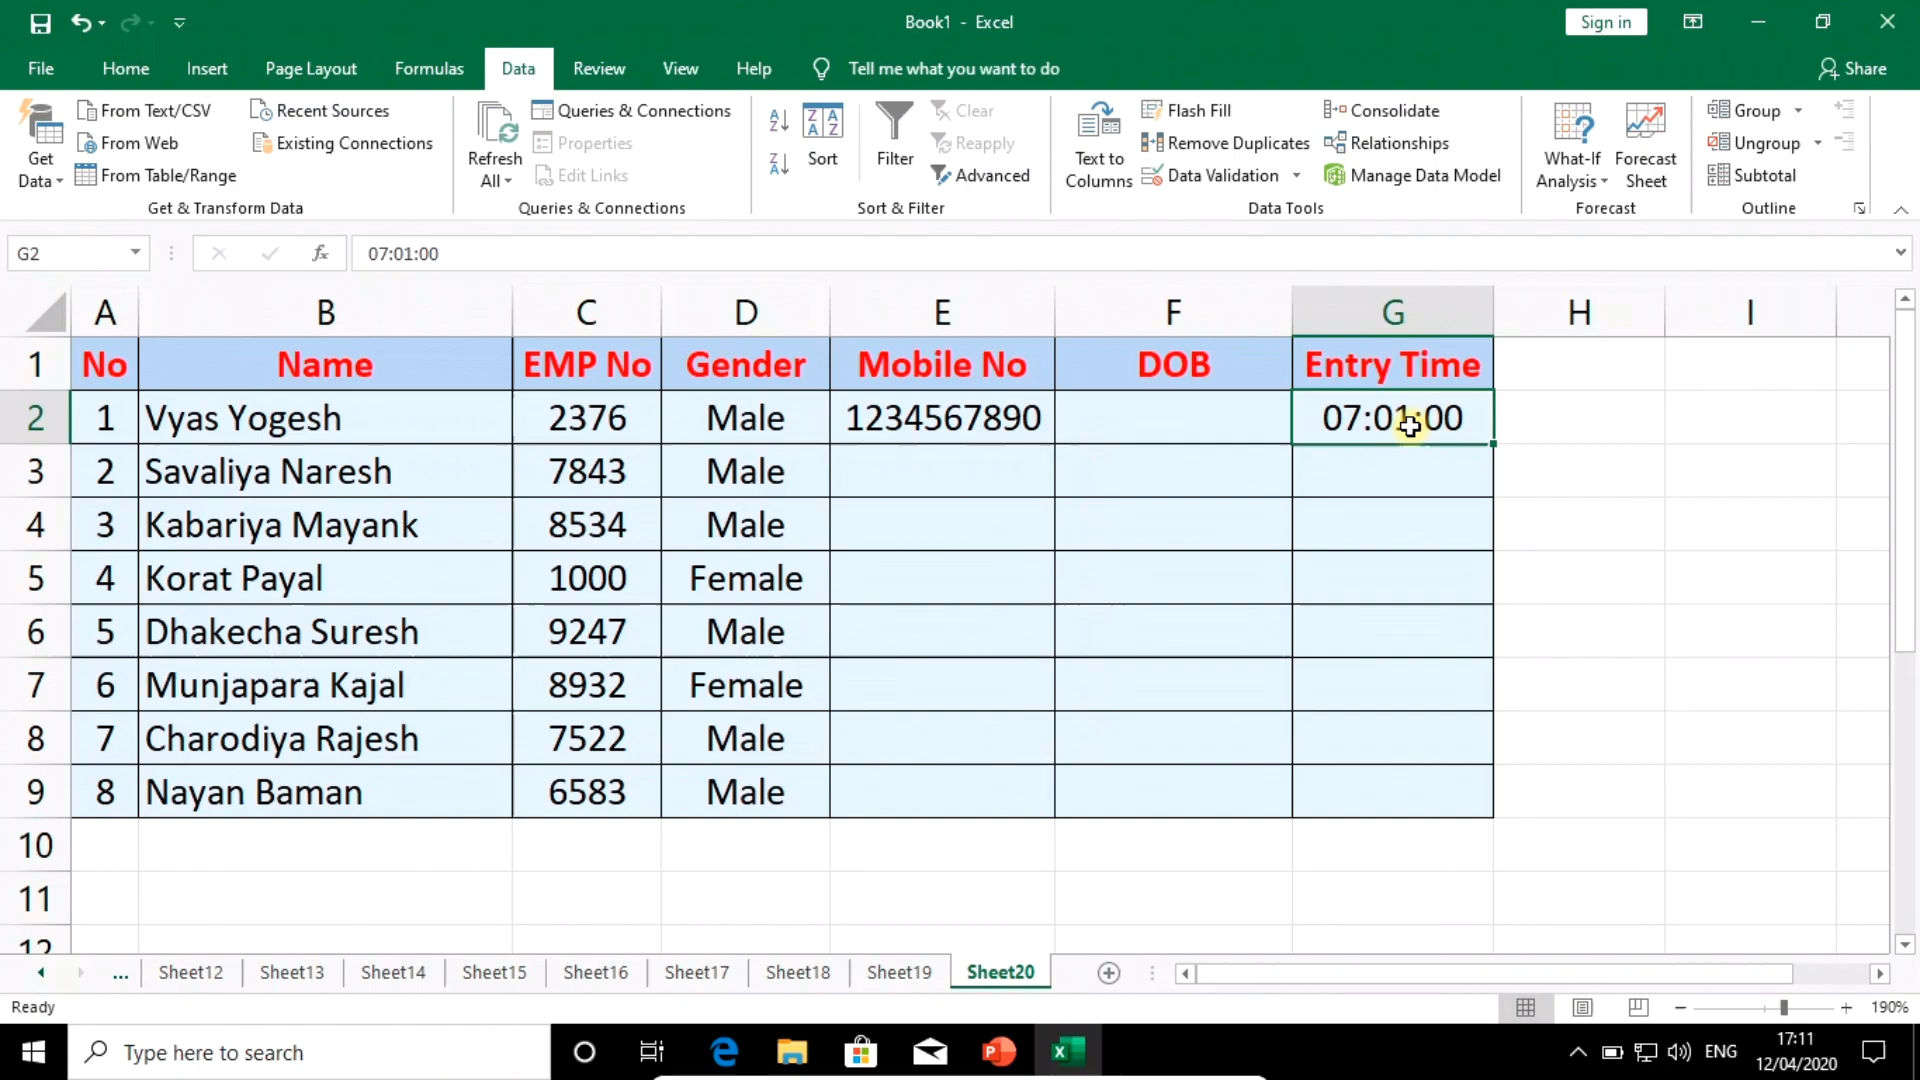 Book1 - Excel
Sign in
File Home Insert Page Layout Formulas Data Review View Help Tell me what you want to do Share
Get Data
From Text/CSV
From Web
From Table/Range
Recent Sources
Existing Connections
Get & Transform Data
Refresh All
Queries & Connections
Properties
Edit Links
Queries & Connections
Sort
Filter
Clear
Reapply
Advanced
Sort & Filter
Text to Columns
Flash Fill
Remove Duplicates
Data Validation
Consolidate
Relationships
Manage Data Model
Data Tools
What-If Analysis
Forecast Sheet
Forecast
Group
Ungroup
Subtotal
Outline
G2 fx 07:01:00
A B C D E F G H I
1 No Name EMP No Gender Mobile No DOB Entry Time
2 1 Vyas Yogesh 2376 Male 1234567890 07:01:00
3 2 Savaliya Naresh 7843 Male
4 3 Kabariya Mayank 8534 Male
5 4 Korat Payal 1000 Female
6 5 Dhakecha Suresh 9247 Male
7 6 Munjapara Kajal 8932 Female
8 7 Charodiya Rajesh 7522 Male
9 8 Nayan Baman 6583 Male
10
11
12
... Sheet12 Sheet13 Sheet14 Sheet15 Sheet16 Sheet17 Sheet18 Sheet19 Sheet20
Ready 190%
Type here to search
ENG
17:11
12/04/2020